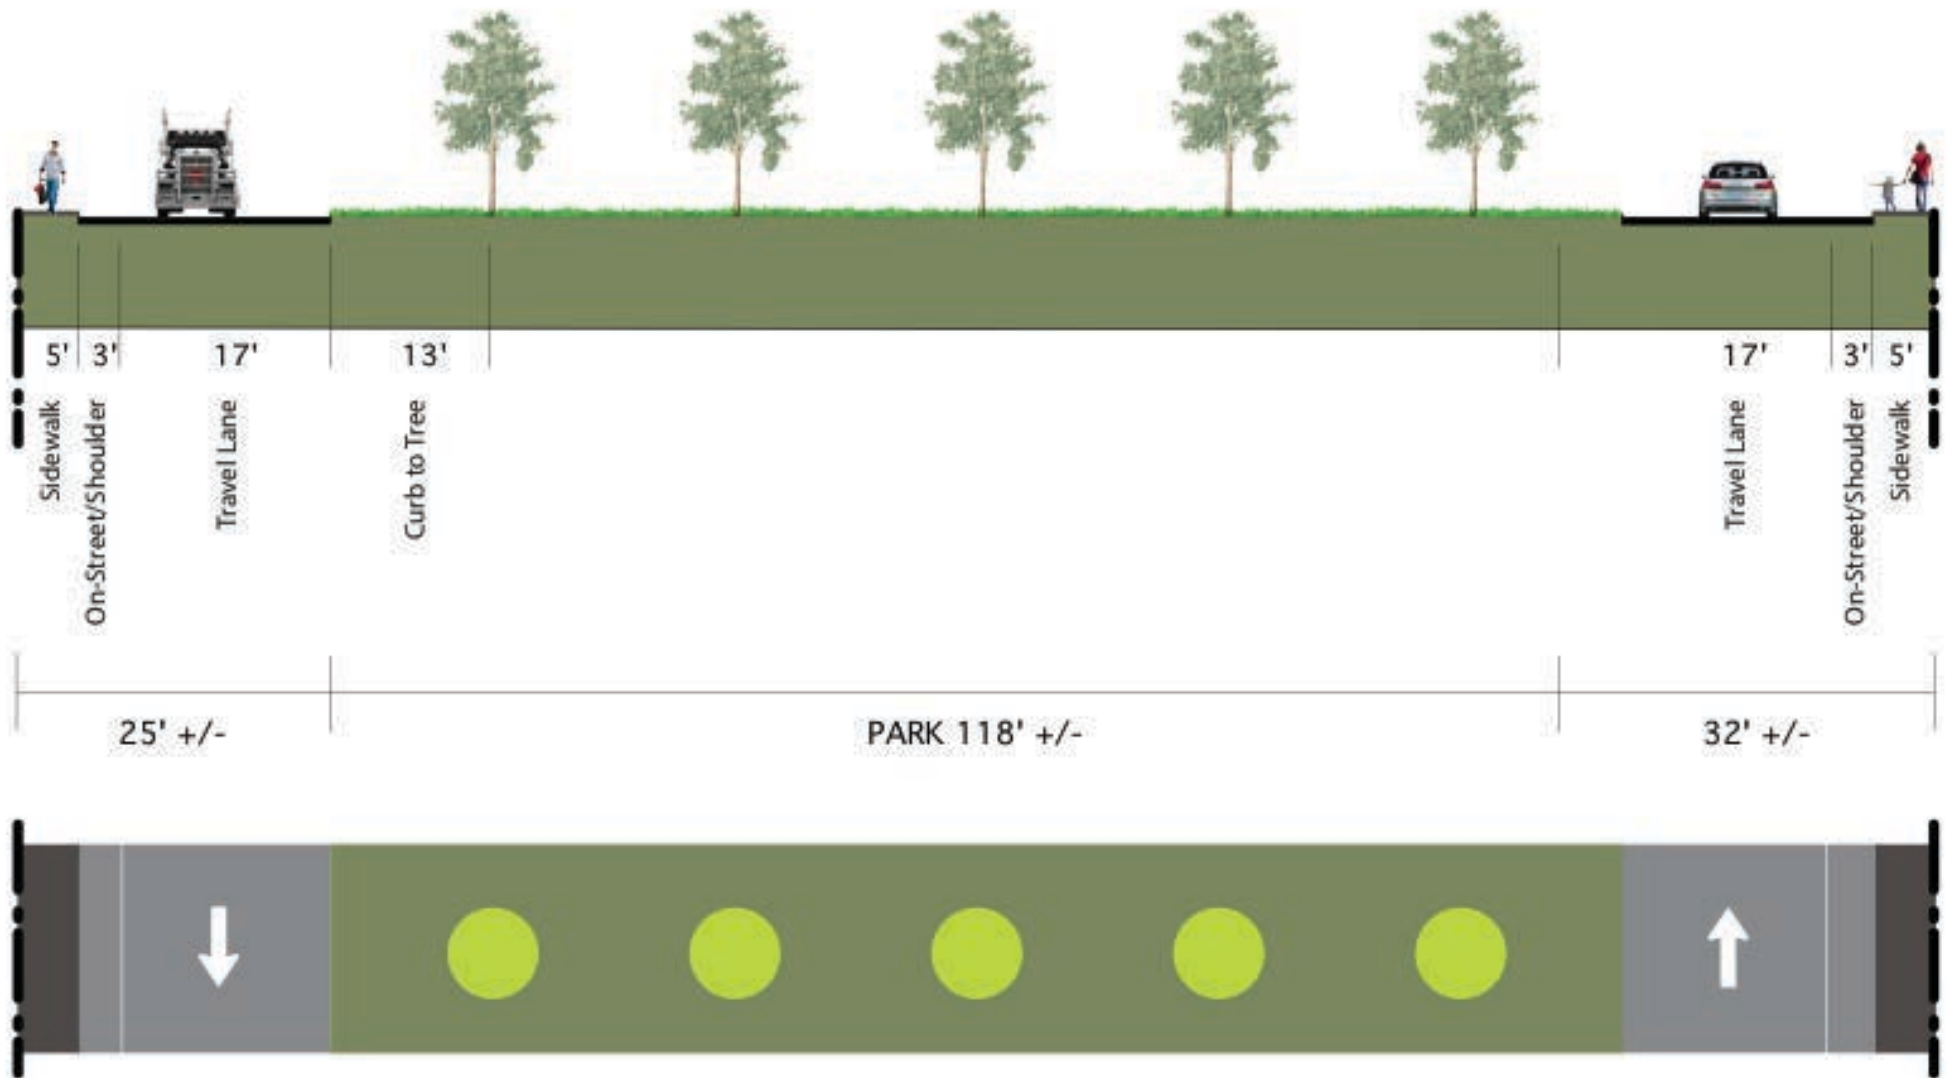 5' 3' 17' 13' 17' 3' 5'
Sidewalk
On-Street/Shoulder
Travel Lane
Curb to Tree
Travel Lane
On-Street/Shoulder
Sidewalk
25' +/- PARK 118' +/- 32' +/-